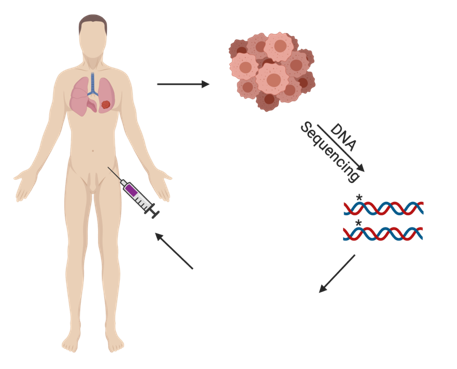 DNA
Sequencing
*
*